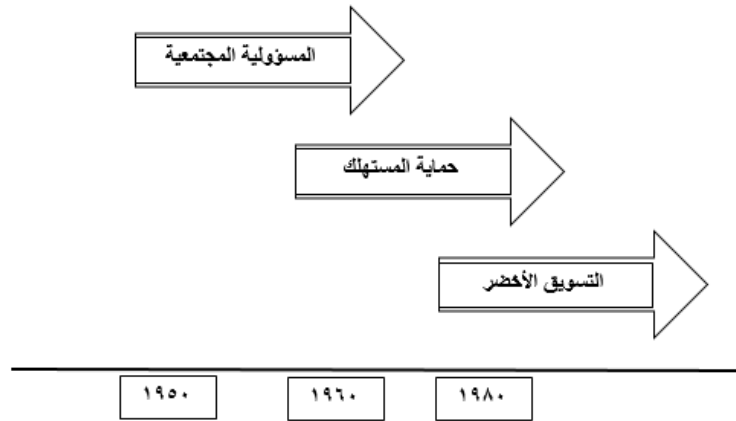 المسؤولية المجتمعية
حماية المستهلك
التسويق الأخضر
١٩٥٠
١٩٦٠
١٩٨٠